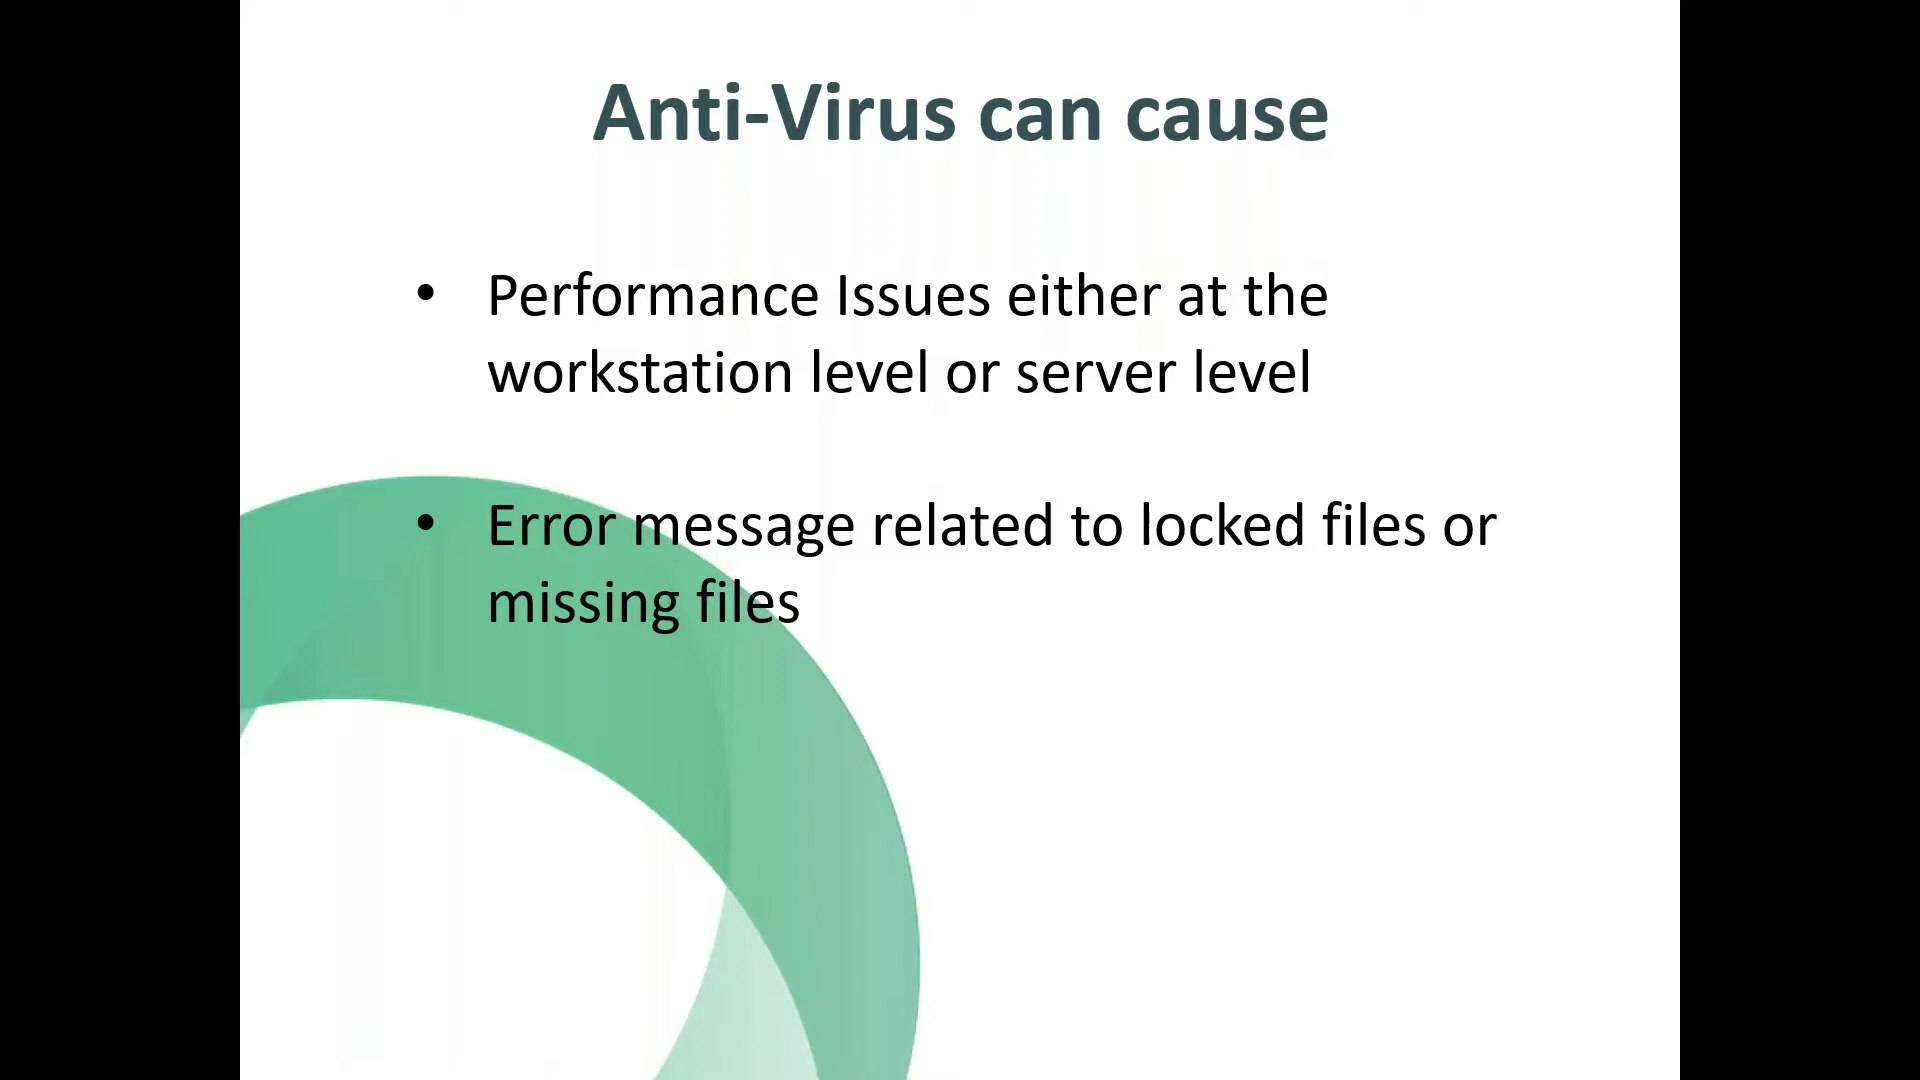 Anti-Virus can cause
• Performance Issues either at the
workstation level or server level
• Error message related to locked files or
missing files